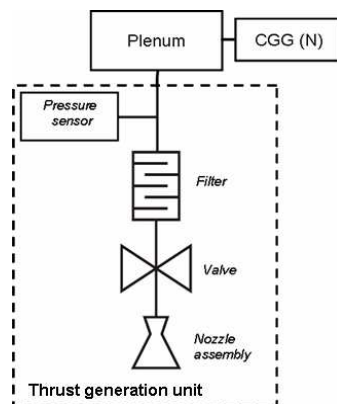 Plenum
CGG (N)
Pressure
sensor
Filter
Valve
Nozzle
assembly
Thrust generation unit